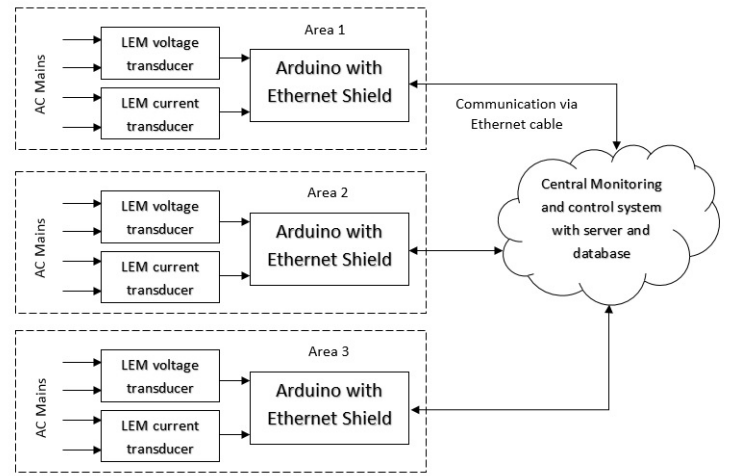 Area 1
AC Mains
LEM voltage
transducer
LEM current
transducer
Arduino with
Ethernet Shield
Communication via
Ethernet cable
Area 2
AC Mains
LEM voltage
transducer
LEM current
transducer
Arduino with
Ethernet Shield
Central Monitoring
and control system
with server and
database
Area 3
AC Mains
LEM voltage
transducer
LEM current
transducer
Arduino with
Ethernet Shield